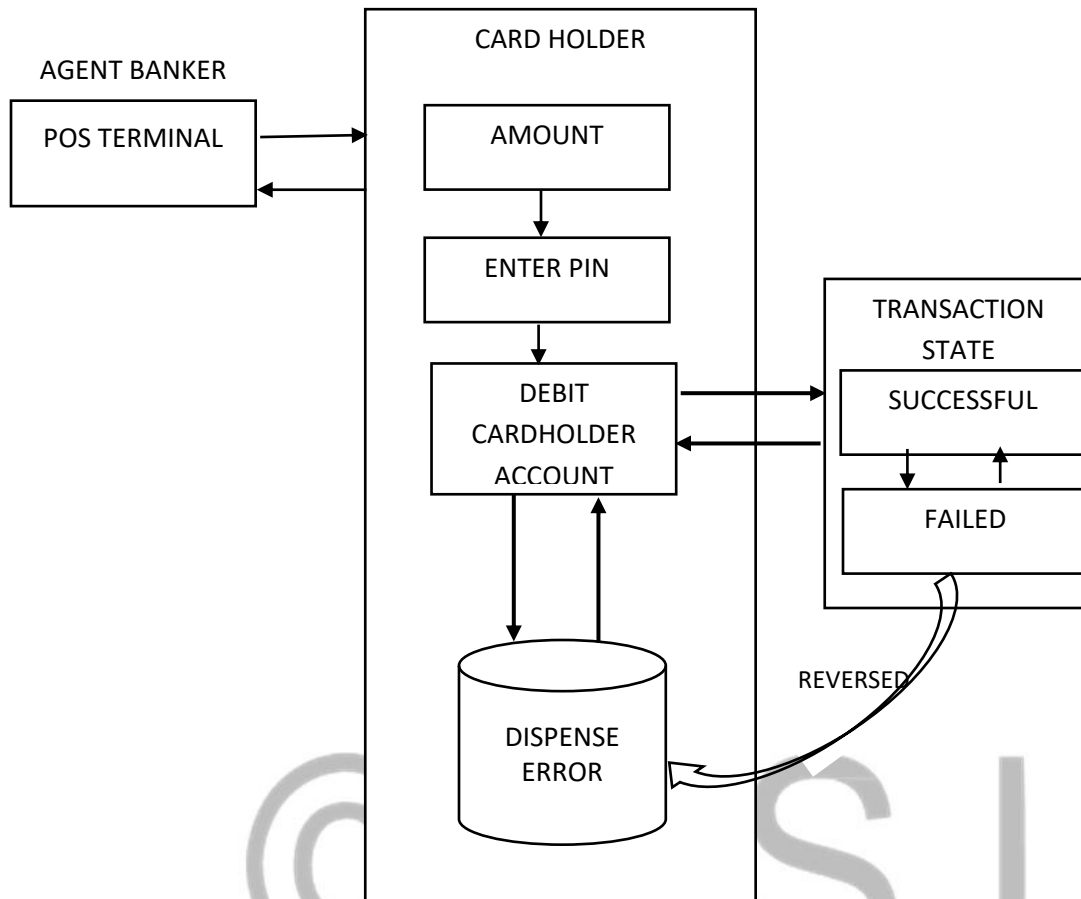 CARD HOLDER
AGENT BANKER
POS TERMINAL
AMOUNT
ENTER PIN
DEBIT
CARDHOLDER
ACCOUNT
TRANSACTION
STATE
SUCCESSFUL
FAILED
REVERSED
DISPENSE
ERROR